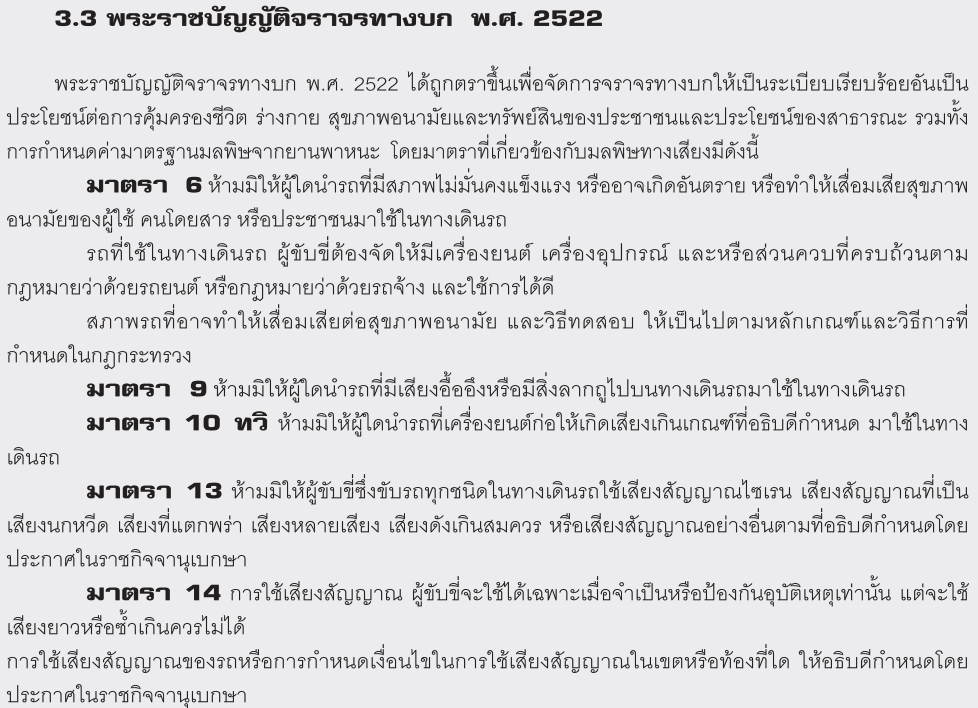 3.3 พระราชบัญญัติจราจรทางบก พ.ศ. 2522
พระราชบัญญัติจราจรทางบก พ.ศ. 2522 ได้ถูกตราขึ้นเพื่อจัดการจราจรทางบกให้เป็นระเบียบเรียบร้อยอันเป็น
ประโยชน์ต่อการคุ้มครองชีวิต ร่างกาย สุขภาพอนามัยและทรัพย์สินของประชาชนและประโยชน์ของสาธารณะ รวมทั้ง
การกำหนดค่ามาตรฐานมลพิษจากยานพาหนะ โดยมาตราที่เกี่ยวข้องกับมลพิษทางเสียงมีดังนี้
มาตรา 6 ห้ามมิให้ผู้ใดนำรถที่มีสภาพไม่มั่นคงแข็งแรง หรืออาจเกิดอันตราย หรือทำให้เสื่อมเสียสุขภาพ
อนามัยของผู้ใช้ คนโดยสาร หรือประชาชนมาใช้ในทางเดินรถ
รถที่ใช้ในทางเดินรถ ผู้ขับขี่ต้องจัดให้มีเครื่องยนต์ เครื่องอุปกรณ์ และหรือส่วนควบที่ครบถ้วนตาม
กฎหมายว่าด้วยรถยนต์ หรือกฎหมายว่าด้วยรถจ้าง และใช้การได้ดี
สภาพรถที่อาจทำให้เสื่อมเสียต่อสุขภาพอนามัย และวิธีทดสอบ ให้เป็นไปตามหลักเกณฑ์และวิธีการที่
กำหนดในกฎกระทรวง
มาตรา 9 ห้ามมิให้ผู้ใดนำรถที่มีเสียงอื้ออึงหรือมีสิ่งลากถูไปบนทางเดินรถมาใช้ในทางเดินรถ
มาตรา 10 ทวิ ห้ามมิให้ผู้ใดนำรถที่เครื่องยนต์ก่อให้เกิดเสียงเกินเกณฑ์ที่อธิบดีกำหนด มาใช้ในทาง
เดินรถ
มาตรา 13 ห้ามมิให้ผู้ขับขี่ซึ่งขับรถทุกชนิดในทางเดินรถใช้เสียงสัญญาณไซเรน เสียงสัญญาณที่เป็น
เสียงนกหวีด เสียงที่แตกพร่า เสียงหลายเสียง เสียงดังเกินสมควร หรือเสียงสัญญาณอย่างอื่นตามที่อธิบดีกำหนดโดย
ประกาศในราชกิจจานุเบกษา
มาตรา 14 การใช้เสียงสัญญาณ ผู้ขับขี่จะใช้ได้เฉพาะเมื่อจำเป็นหรือป้องกันอุบัติเหตุเท่านั้น แต่จะใช้
เสียงยาวหรือซ้ำเกินควรไม่ได้
การใช้เสียงสัญญาณของรถหรือการกำหนดเงื่อนไขในการใช้เสียงสัญญาณในเขตหรือท้องที่ใด ให้อธิบดีกำหนดโดย
ประกาศในราชกิจจานุเบกษา